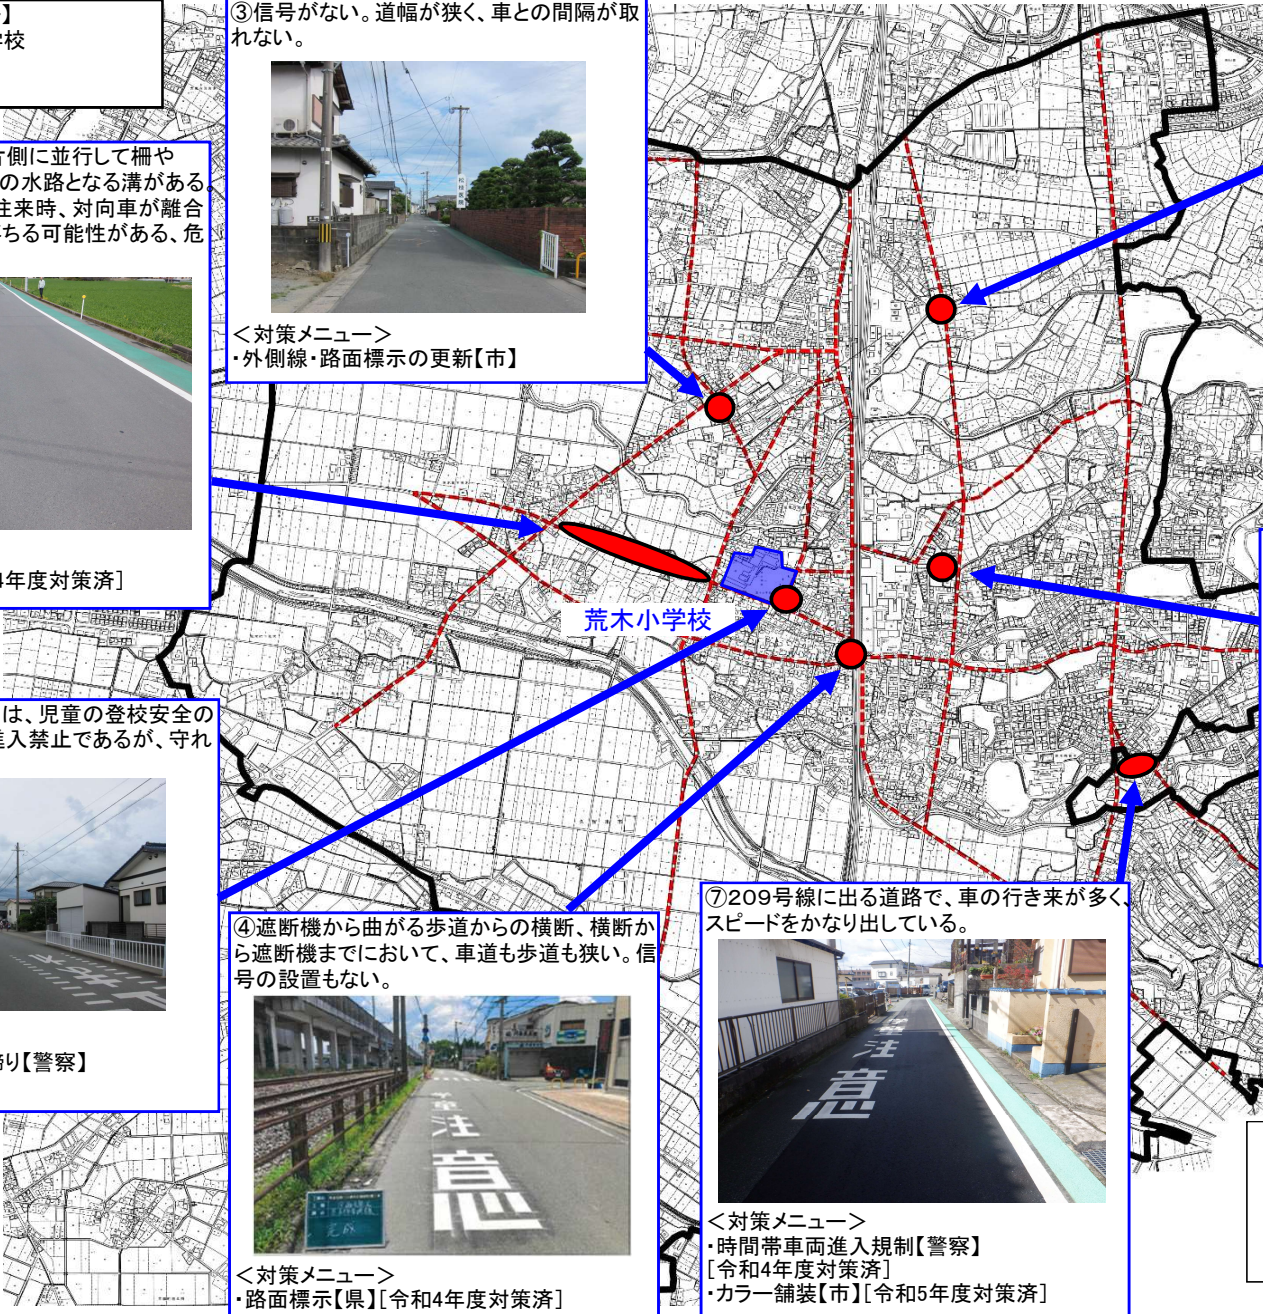 】
校
③信号がない。道幅が狭く、車との間隔が取
れない。
＜対策メニュー＞
・外側線・路面標示の更新【市】
側に並行して柵や
の水路となる溝がある。
往来時、対向車が離合
ちる可能性がある、危
4年度対策済]
荒木小学校
は、児童の登校安全の
進入禁止であるが、守れ
り【警察】
④遮断機から曲がる歩道からの横断、横断か
ら遮断機までにおいて、車道も歩道も狭い。信
号の設置もない。
注
意
完成
＜対策メニュー＞
・路面標示【県】[令和4年度対策済]
⑦209号線に出る道路で、車の行き来が多く、
スピードをかなり出している。
注
意
＜対策メニュー＞
・時間帯車両進入規制【警察】
[令和4年度対策済]
・カラー舗装【市】[令和5年度対策済]